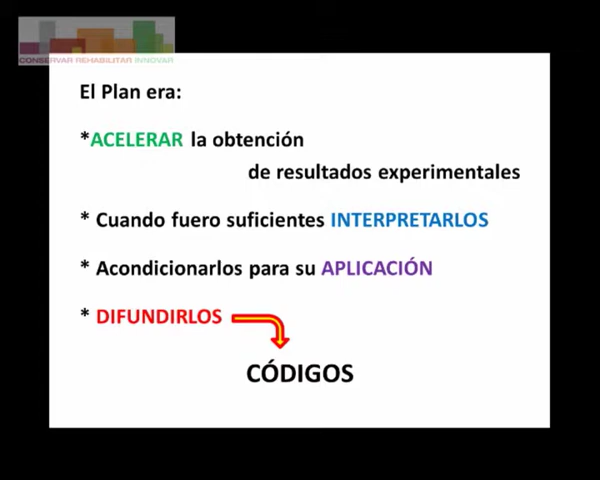 CONSERVAR REHABILITAR INNOVAR
El Plan era:
*ACELERAR la obtención
de resultados experimentales
* Cuando fuero suficientes INTERPRETARLOS
* Acondicionarlos para su APLICACIÓN
* DIFUNDIRLOS
CÓDIGOS